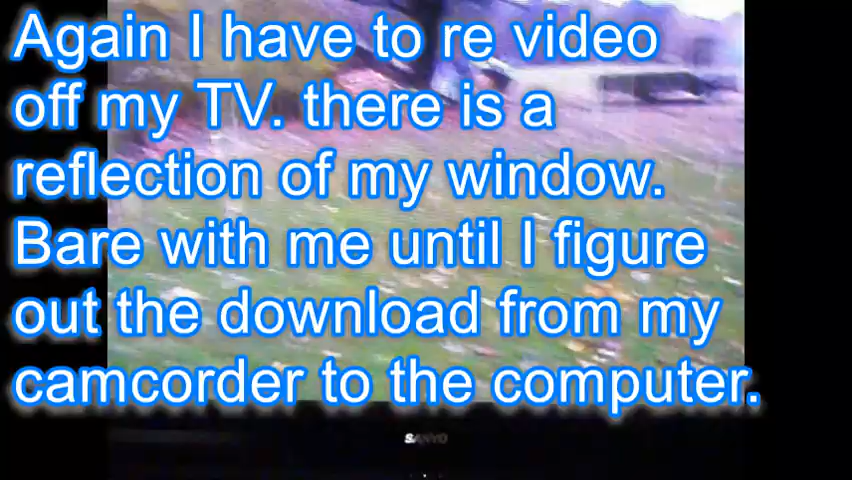 Again I have to re video
off my TV. there is a
reflection of my window.
Bare with me until I figure
out the download from my
camcorder to the computer.
SANYO